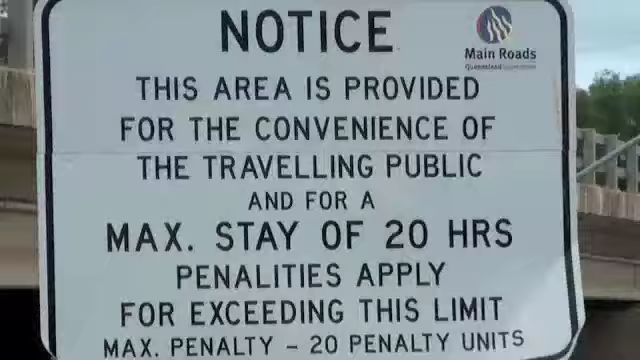 NOTICE
Main Roads
Queensland Government
THIS AREA IS PROVIDED
FOR THE CONVENIENCE OF
THE TRAVELLING PUBLIC
AND FOR A
MAX. STAY OF 20 HRS
PENALITIES APPLY
FOR EXCEEDING THIS LIMIT
MAX. PENALTY – 20 PENALTY UNITS